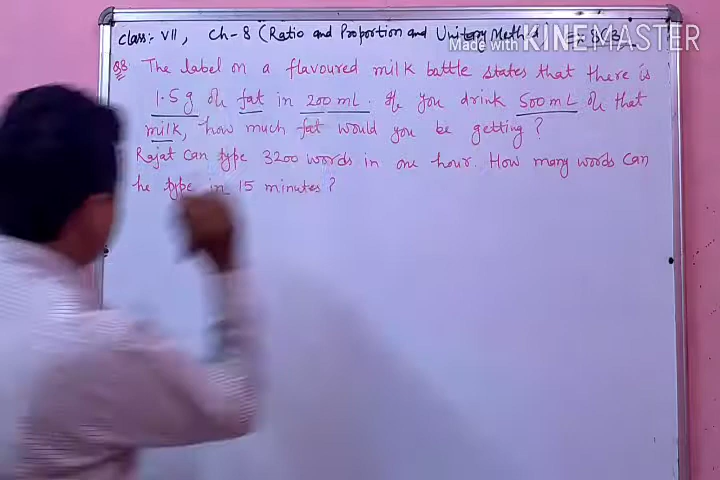 Class:- VII, Ch-8 (Ratio and Proportion and Unitary Method)
Made with KINEMASTER
Q8 The label on a flavoured milk battle states that there is
1.5 g of fat in 200 mL. If you drink 500 mL of that
milk, how much fat would you be getting?
Rajat can type 3200 words in one hour. How many words can
he type in 15 minutes?